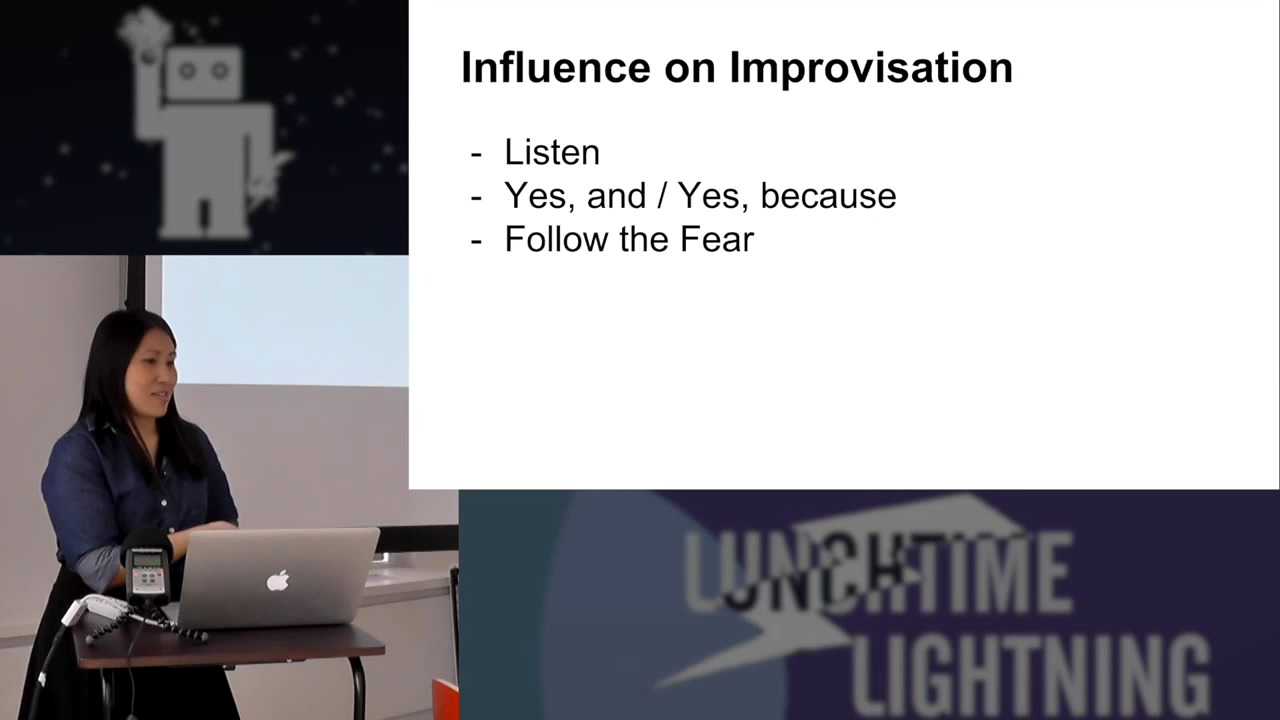 Influence on Improvisation
- Listen
- Yes, and / Yes, because
- Follow the Fear
LUNCHTIME
LIGHTNING